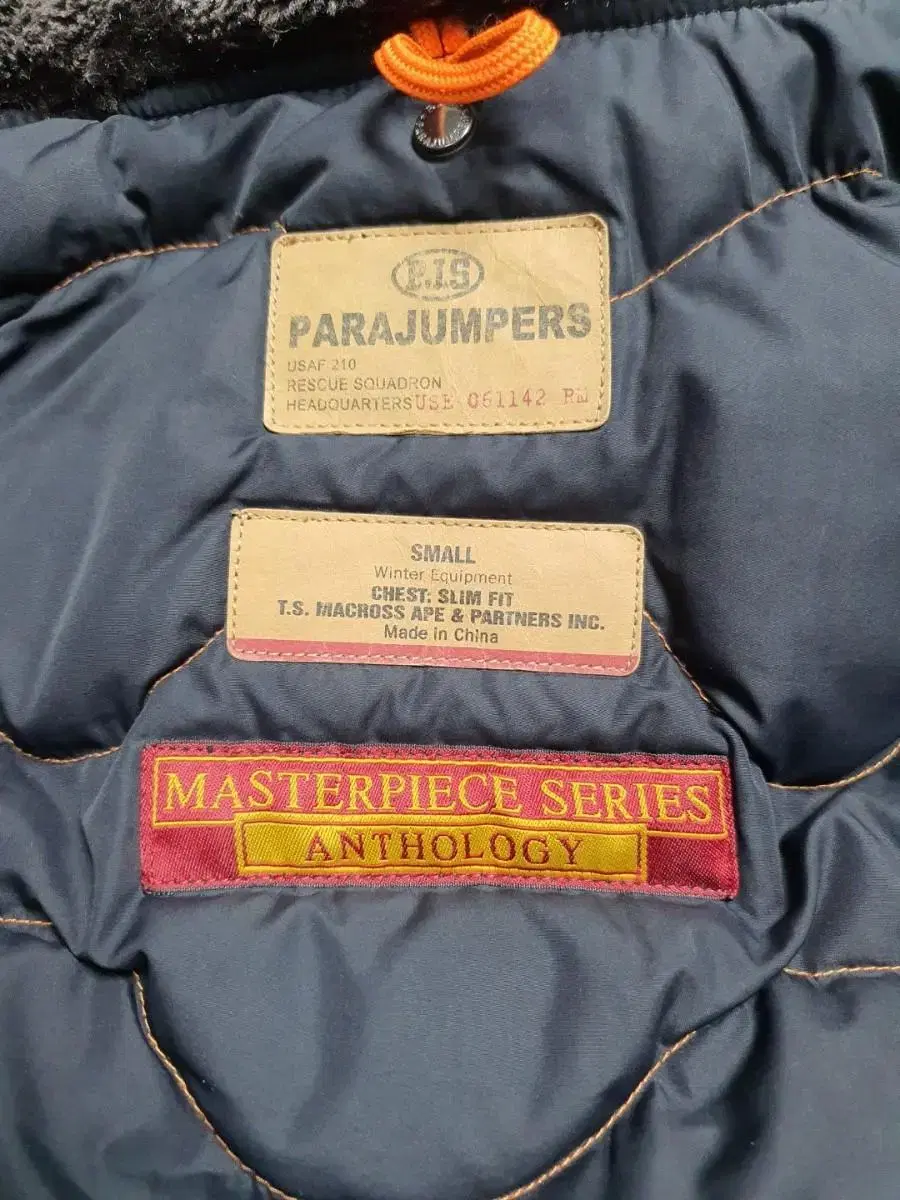 P.J.S
PARAJUMPERS
USAF 210
RESCUE SQUADRON
HEADQUARTERS USE 061142 RM
SMALL
Winter Equipment
CHEST: SLIM FIT
T.S. MACROSS APE & PARTNERS INC.
Made in China
MASTERPIECE SERIES
ANTHOLOGY